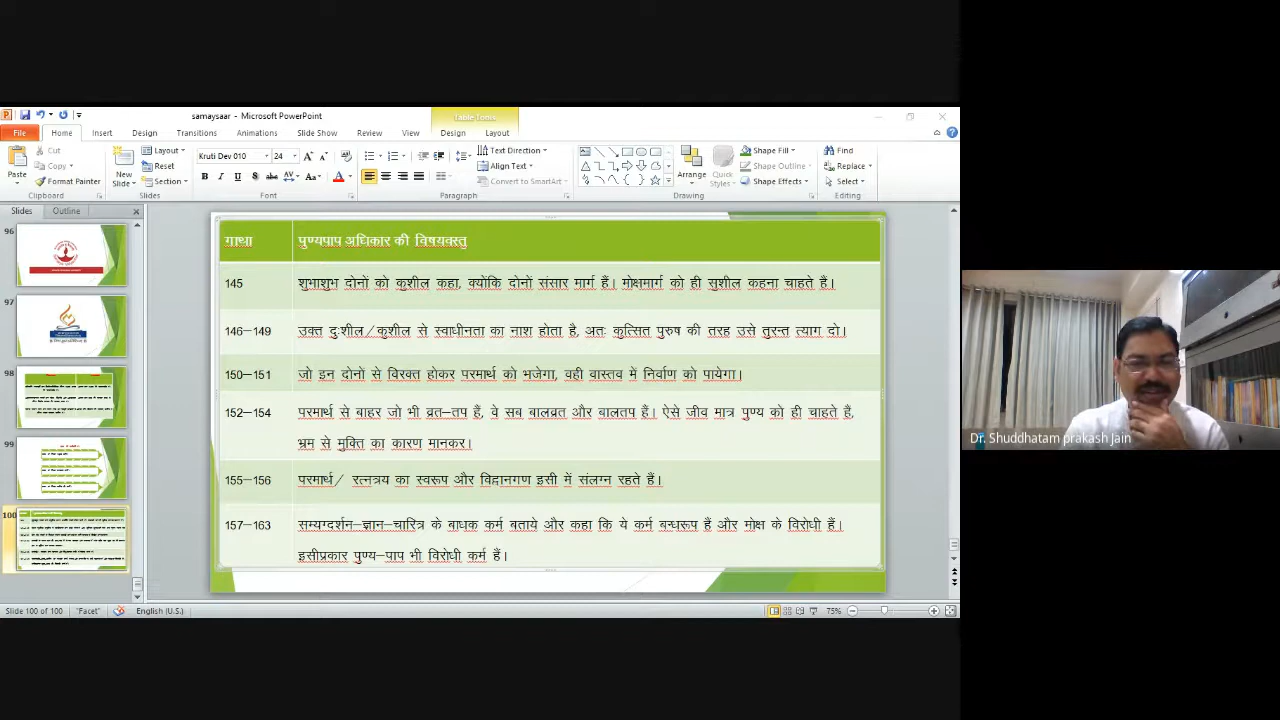 samaysaar - Microsoft PowerPoint
Table Tools
File Home Insert Design Transitions Animations Slide Show Review View Design Layout
Cut
Copy
Format Painter
Paste
Clipboard
New Slide
Layout
Reset
Section
Slides
Kruti Dev 010 24
Font
Text Direction
Align Text
Convert to SmartArt
Paragraph
Arrange
Quick Styles
Shape Fill
Shape Outline
Shape Effects
Drawing
Find
Replace
Select
Editing
Slides Outline
96
97
98
99
100
गाथा पुण्यपाप अधिकार की विषयवस्तु
145 शुभाशुभ दोनों को कुशील कहा, क्योंकि दोनों संसार मार्ग हैं। मोक्षमार्ग को ही सुशील कहना चाहते हैं।
146–149 उक्त दुःशील/कुशील से स्वाधीनता का नाश होता है, अतः कुत्सित पुरुष की तरह उसे तुरन्त त्याग दो।
150–151 जो इन दोनों से विरक्त होकर परमार्थ को भजेगा, वही वास्तव में निर्वाण को पायेगा।
152–154 परमार्थ से बाहर जो भी व्रत–तप हैं, वे सब बालव्रत और बालतप हैं। ऐसे जीव मात्र पुण्य को ही चाहते हैं,
भ्रम से मुक्ति का कारण मानकर।
155–156 परमार्थ/ रत्नत्रय का स्वरूप और विद्वानगण इसी में संलग्न रहते हैं।
157–163 सम्यग्दर्शन–ज्ञान–चारित्र के बाधक कर्म बताये और कहा कि ये कर्म बन्धरूप हैं और मोक्ष के विरोधी हैं।
इसीप्रकार पुण्य–पाप भी विरोधी कर्म हैं।
Slide 100 of 100 "Facet" English (U.S.) 75%
Dr. Shuddhatam prakash Jain